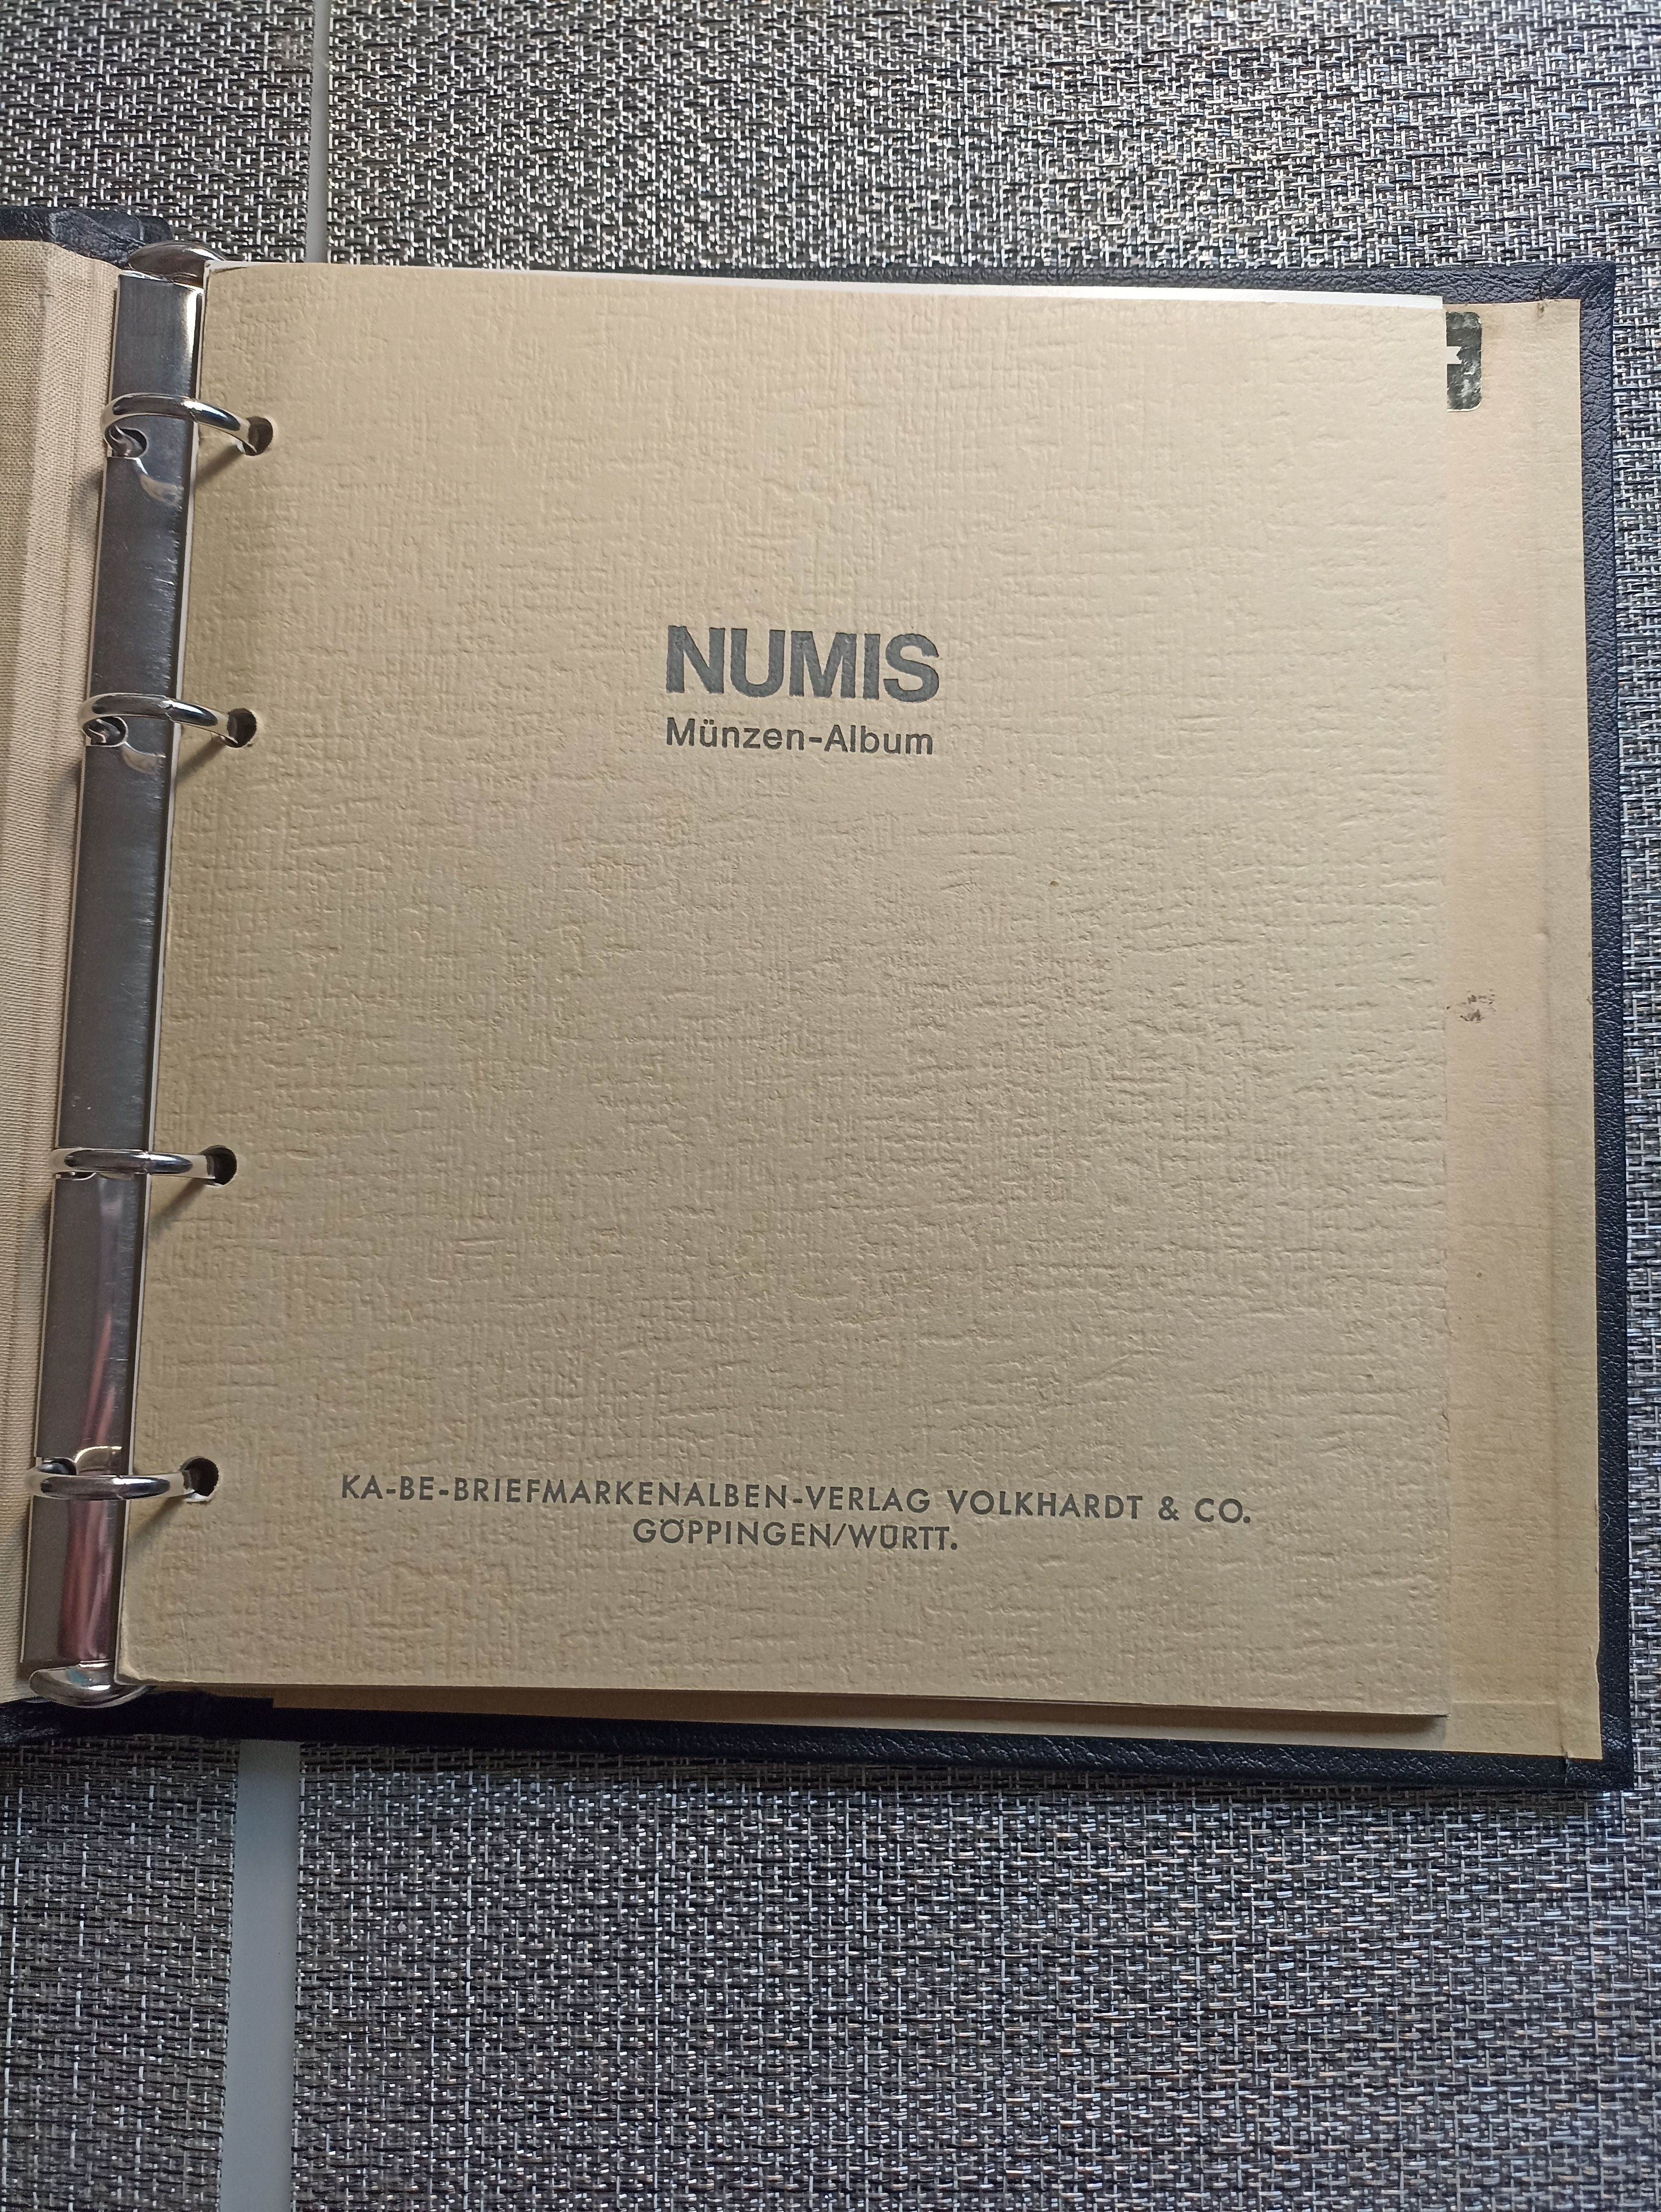 NUMIS
Münzen-Album
KA-BE-BRIEFMARKENALBEN-VERLAG VOLKHARDT & CO.
GÖPPINGEN/WÜRTT.